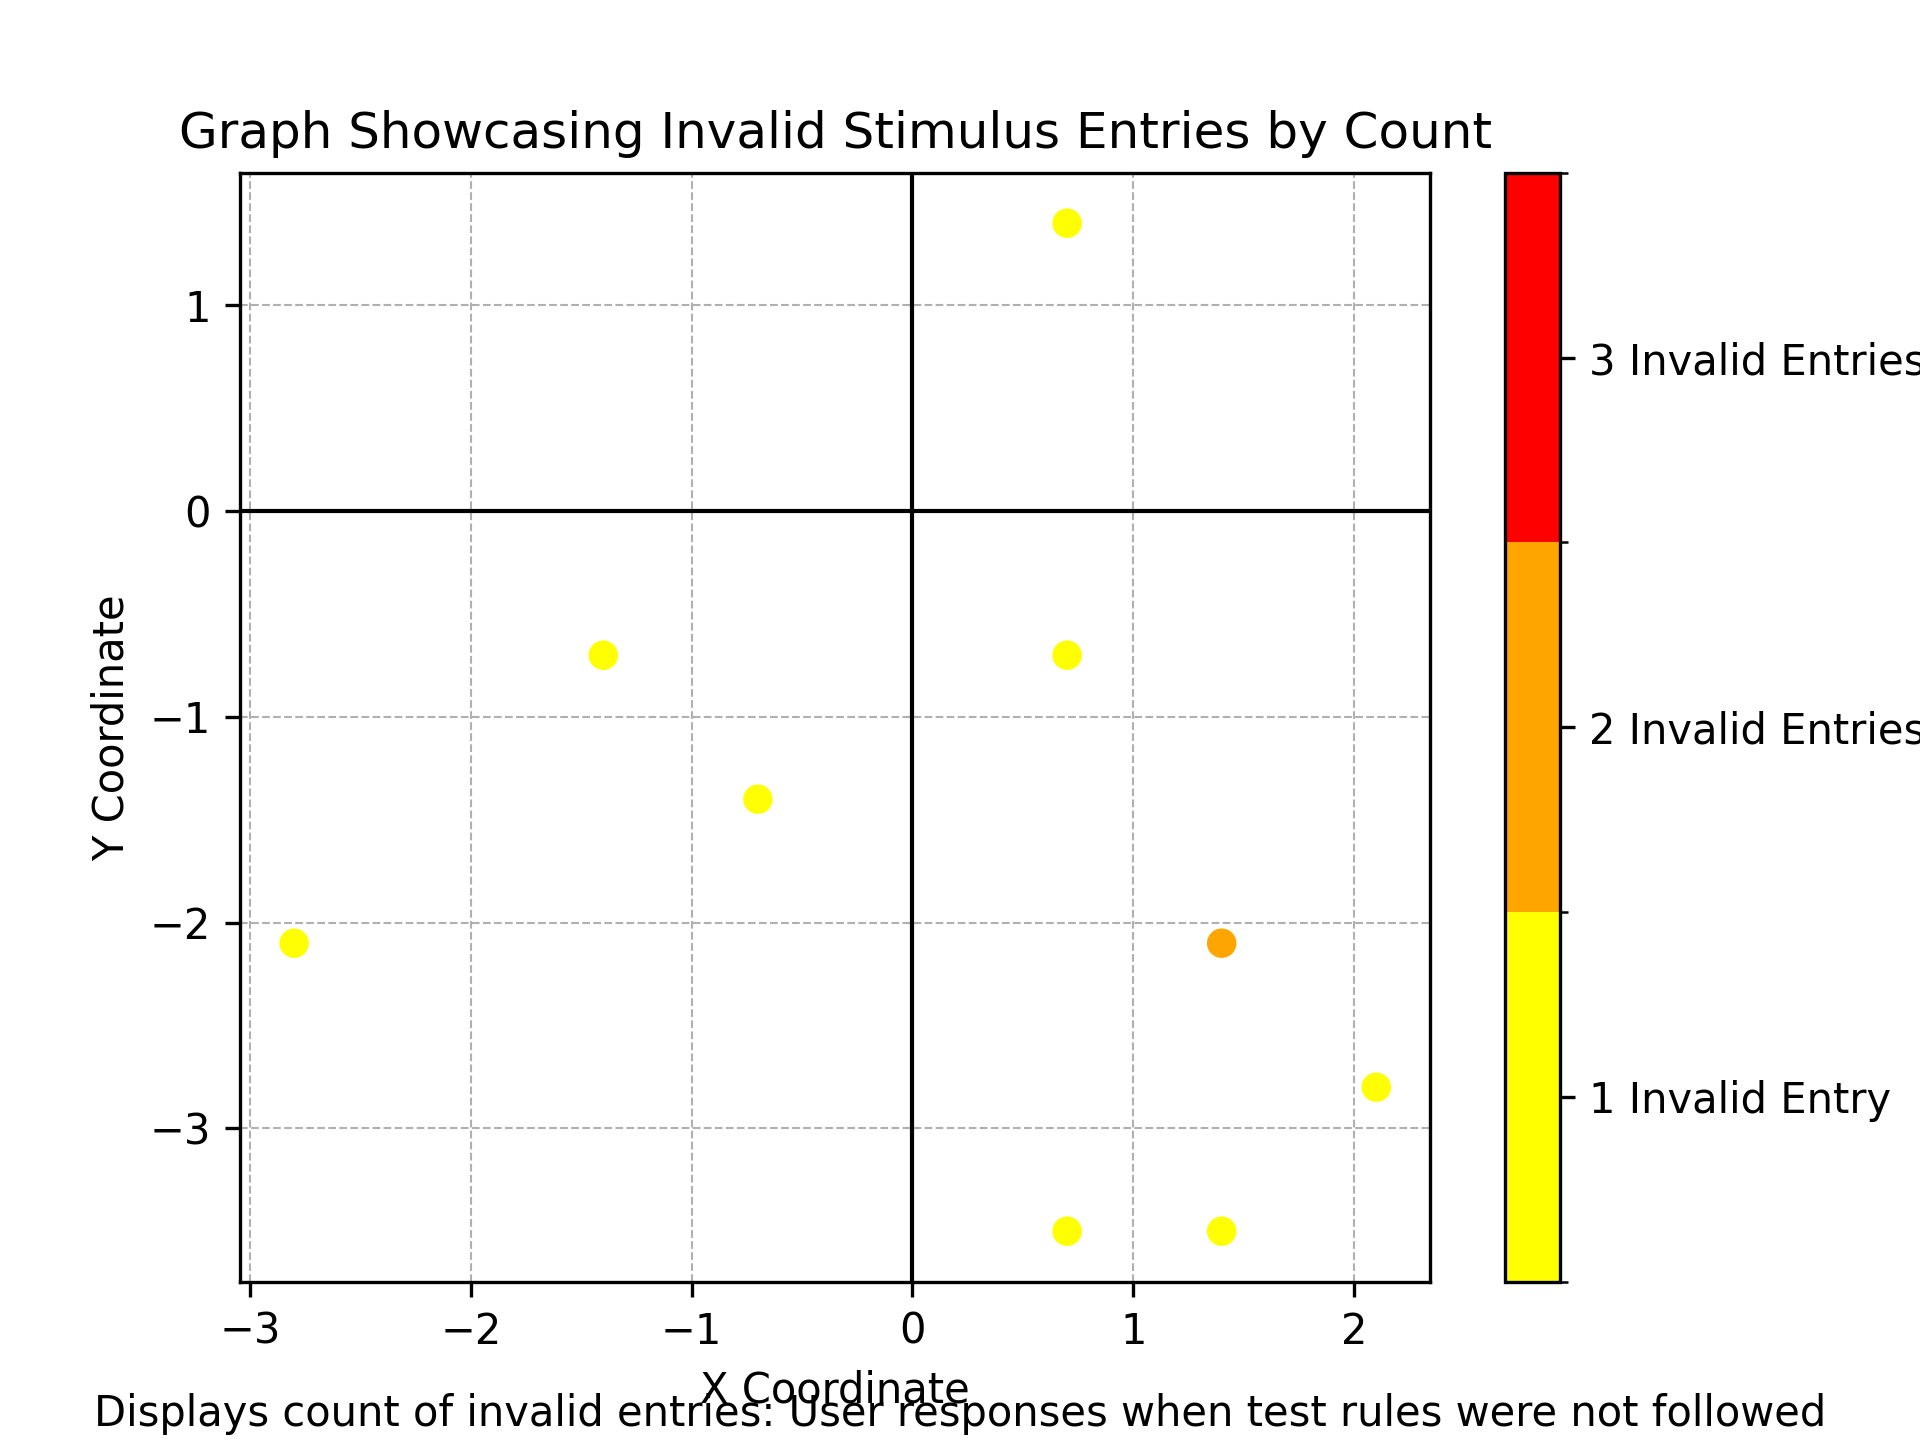 Graph Showcasing Invalid Stimulus Entries by Count
1
0
−1
−2
−3
Y Coordinate
−3
−2
−1
0
1
2
X Coordinate
3 Invalid Entries
2 Invalid Entries
1 Invalid Entry
Displays count of invalid entries: User responses when test rules were not followed